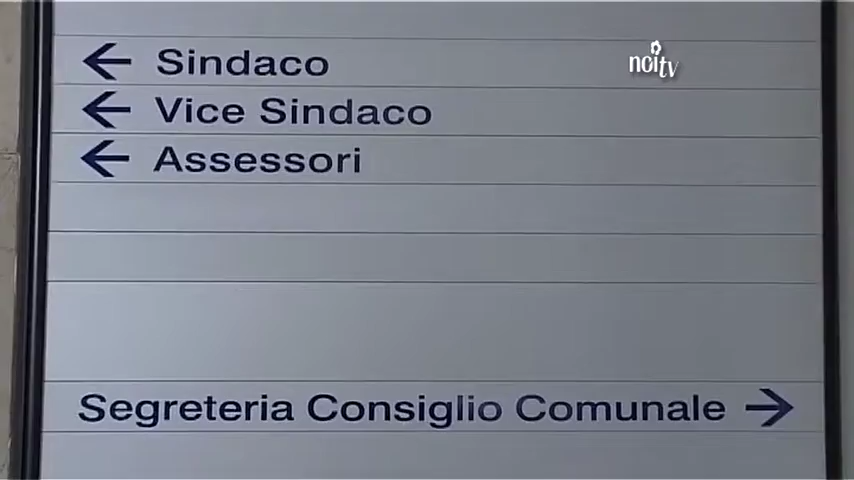 Sindaco
noitv
Vice Sindaco
Assessori
Segreteria Consiglio Comunale